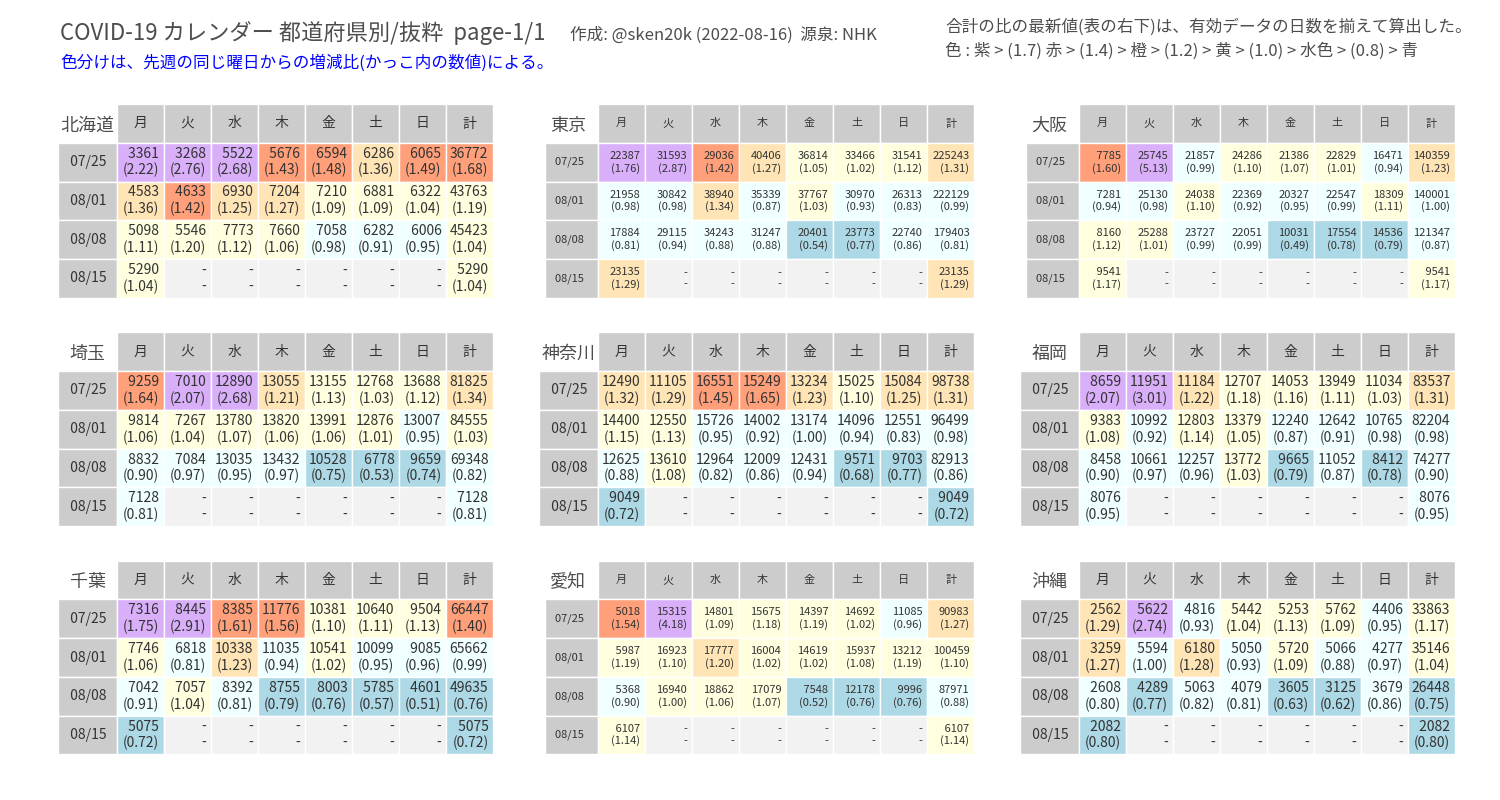 COVID-19 カレンダー 都道府県別/抜粋 page-1/1 作成: @sken20k (2022-08-16) 源泉: NHK
合計の比の最新値(表の右下)は、有効データの日数を揃えて算出した。
色分けは、先週の同じ曜日からの増減比(かっこ内の数値)による。
色 : 紫 > (1.7) 赤 > (1.4) > 橙 > (1.2) > 黄 > (1.0) > 水色 > (0.8) > 青
北海道 月 火 水 木 金 土 日 計
07/25 3361 3268 5522 5676 6594 6286 6065 36772
(2.22) (2.76) (2.68) (1.43) (1.48) (1.36) (1.49) (1.68)
08/01 4583 4633 6930 7204 7210 6881 6322 43763
(1.36) (1.42) (1.25) (1.27) (1.09) (1.09) (1.04) (1.19)
08/08 5098 5546 7773 7660 7058 6282 6006 45423
(1.11) (1.20) (1.12) (1.06) (0.98) (0.91) (0.95) (1.04)
08/15 5290 - - - - - - 5290
(1.04) - - - - - - (1.04)
東京 月 火 水 木 金 土 日 計
07/25 22387 31593 29036 40406 36814 33466 31541 225243
(1.76) (2.87) (1.42) (1.27) (1.05) (1.02) (1.12) (1.31)
08/01 21958 30842 38940 35339 37767 30970 26313 222129
(0.98) (0.98) (1.34) (0.87) (1.03) (0.93) (0.83) (0.99)
08/08 17884 29115 34243 31247 20401 23773 22740 179403
(0.81) (0.94) (0.88) (0.88) (0.54) (0.77) (0.86) (0.81)
08/15 23135 - - - - - - 23135
(1.29) - - - - - - (1.29)
大阪 月 火 水 木 金 土 日 計
07/25 7785 25745 21857 24286 21386 22829 16471 140359
(1.60) (5.13) (0.99) (1.10) (1.07) (1.01) (0.94) (1.23)
08/01 7281 25130 24038 22369 20327 22547 18309 140001
(0.94) (0.98) (1.10) (0.92) (0.95) (0.99) (1.11) (1.00)
08/08 8160 25288 23727 22051 10031 17554 14536 121347
(1.12) (1.01) (0.99) (0.99) (0.49) (0.78) (0.79) (0.87)
08/15 9541 - - - - - - 9541
(1.17) - - - - - - (1.17)
埼玉 月 火 水 木 金 土 日 計
07/25 9259 7010 12890 13055 13155 12768 13688 81825
(1.64) (2.07) (2.68) (1.21) (1.13) (1.03) (1.12) (1.34)
08/01 9814 7267 13780 13820 13991 12876 13007 84555
(1.06) (1.04) (1.07) (1.06) (1.06) (1.01) (0.95) (1.03)
08/08 8832 7084 13035 13432 10528 6778 9659 69348
(0.90) (0.97) (0.95) (0.97) (0.75) (0.53) (0.74) (0.82)
08/15 7128 - - - - - - 7128
(0.81) - - - - - - (0.81)
神奈川 月 火 水 木 金 土 日 計
07/25 12490 11105 16551 15249 13234 15025 15084 98738
(1.32) (1.29) (1.45) (1.65) (1.23) (1.10) (1.25) (1.31)
08/01 14400 12550 15726 14002 13174 14096 12551 96499
(1.15) (1.13) (0.95) (0.92) (1.00) (0.94) (0.83) (0.98)
08/08 12625 13610 12964 12009 12431 9571 9703 82913
(0.88) (1.08) (0.82) (0.86) (0.94) (0.68) (0.77) (0.86)
08/15 9049 - - - - - - 9049
(0.72) - - - - - - (0.72)
福岡 月 火 水 木 金 土 日 計
07/25 8659 11951 11184 12707 14053 13949 11034 83537
(2.07) (3.01) (1.22) (1.18) (1.16) (1.11) (1.03) (1.31)
08/01 9383 10992 12803 13379 12240 12642 10765 82204
(1.08) (0.92) (1.14) (1.05) (0.87) (0.91) (0.98) (0.98)
08/08 8458 10661 12257 13772 9665 11052 8412 74277
(0.90) (0.97) (0.96) (1.03) (0.79) (0.87) (0.78) (0.90)
08/15 8076 - - - - - - 8076
(0.95) - - - - - - (0.95)
千葉 月 火 水 木 金 土 日 計
07/25 7316 8445 8385 11776 10381 10640 9504 66447
(1.75) (2.91) (1.61) (1.56) (1.10) (1.11) (1.13) (1.40)
08/01 7746 6818 10338 11035 10541 10099 9085 65662
(1.06) (0.81) (1.23) (0.94) (1.02) (0.95) (0.96) (0.99)
08/08 7042 7057 8392 8755 8003 5785 4601 49635
(0.91) (1.04) (0.81) (0.79) (0.76) (0.57) (0.51) (0.76)
08/15 5075 - - - - - - 5075
(0.72) - - - - - - (0.72)
愛知 月 火 水 木 金 土 日 計
07/25 5018 15315 14801 15675 14397 14692 11085 90983
(1.54) (4.18) (1.09) (1.18) (1.19) (1.02) (0.96) (1.27)
08/01 5987 16923 17777 16004 14619 15937 13212 100459
(1.19) (1.10) (1.20) (1.02) (1.02) (1.08) (1.19) (1.10)
08/08 5368 16940 18862 17079 7548 12178 9996 87971
(0.90) (1.00) (1.06) (1.07) (0.52) (0.76) (0.76) (0.88)
08/15 6107 - - - - - - 6107
(1.14) - - - - - - (1.14)
沖縄 月 火 水 木 金 土 日 計
07/25 2562 5622 4816 5442 5253 5762 4406 33863
(1.29) (2.74) (0.93) (1.04) (1.13) (1.09) (0.95) (1.17)
08/01 3259 5594 6180 5050 5720 5066 4277 35146
(1.27) (1.00) (1.28) (0.93) (1.09) (0.88) (0.97) (1.04)
08/08 2608 4289 5063 4079 3605 3125 3679 26448
(0.80) (0.77) (0.82) (0.81) (0.63) (0.62) (0.86) (0.75)
08/15 2082 - - - - - - 2082
(0.80) - - - - - - (0.80)